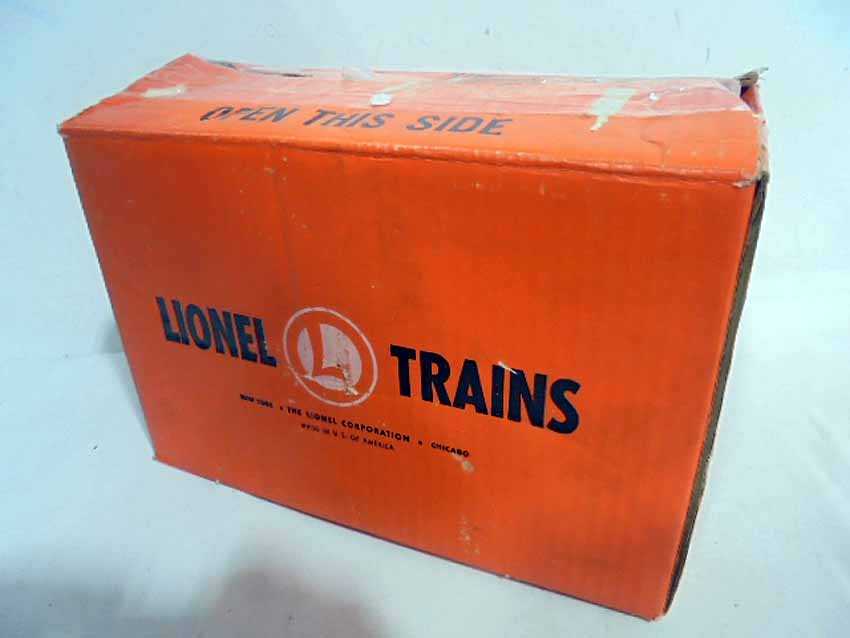 OPEN THIS SIDE
LIONEL L TRAINS
NEW YORK • THE LIONEL CORPORATION • CHICAGO
MADE IN U. S. OF AMERICA